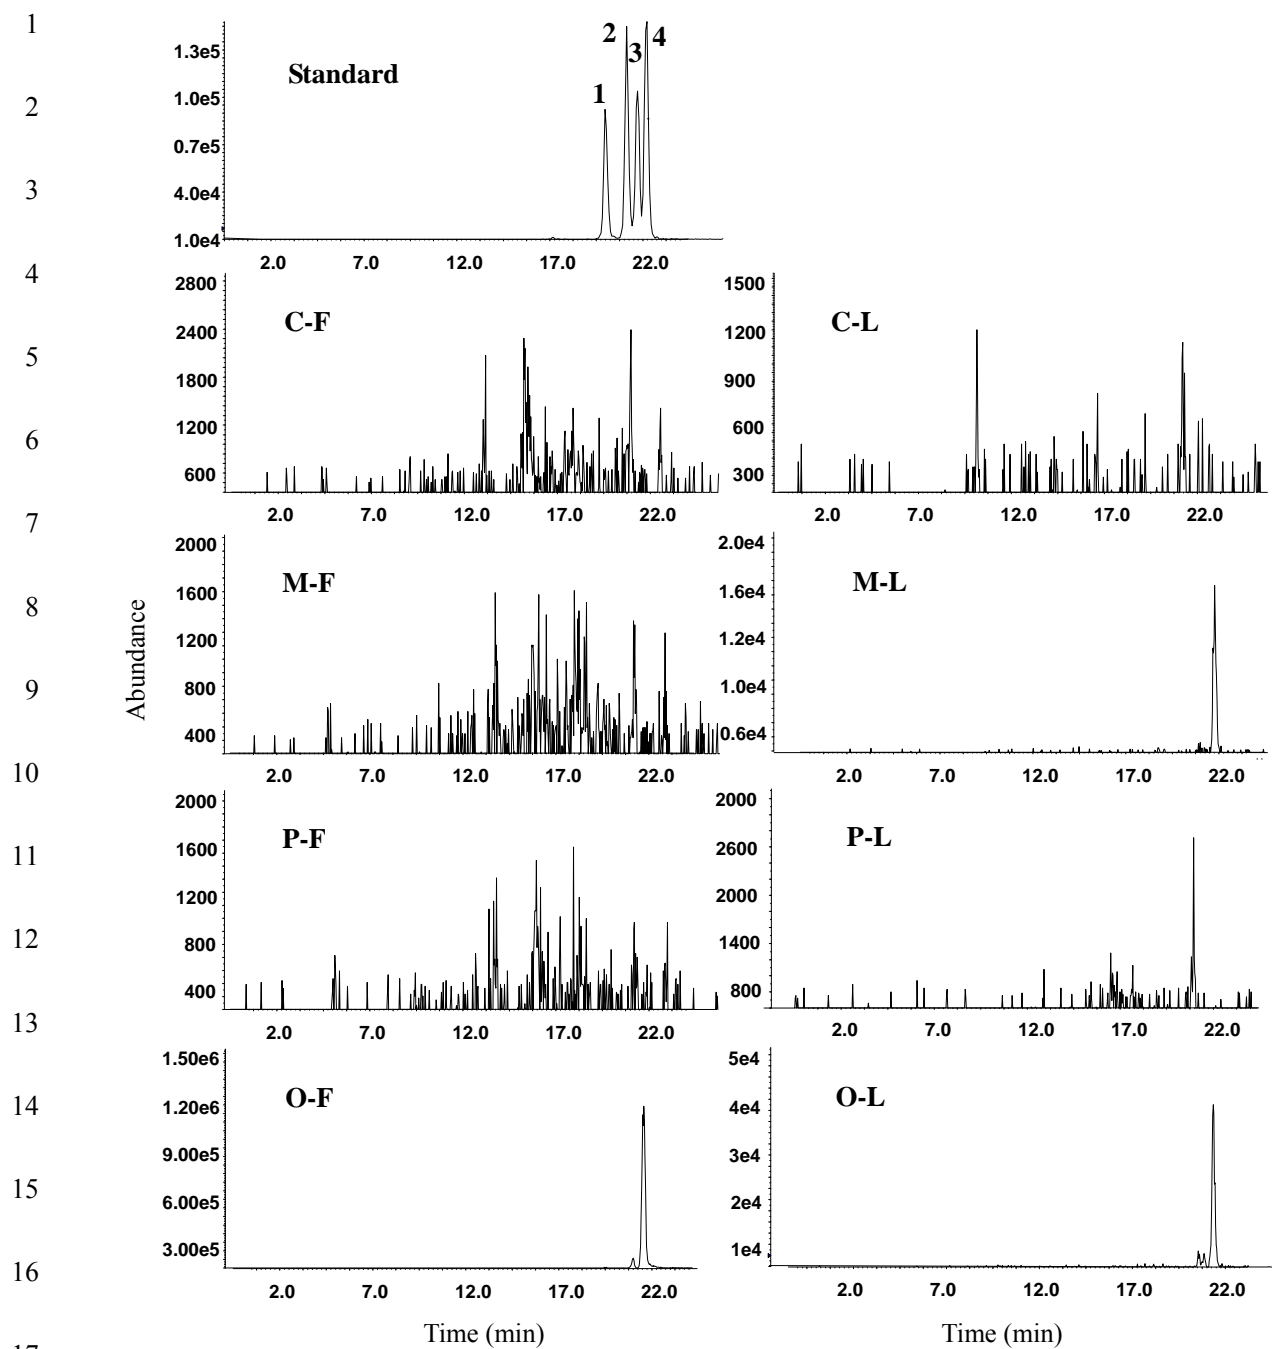 1
2
3
4
5
6
7
8
9
10
11
12
13
14
15
16
Standard
1 2 3 4
1.3e5
1.0e5
0.7e5
4.0e4
1.0e4
2.0 7.0 12.0 17.0 22.0
C-F
2800
2400
1800
1200
600
2.0 7.0 12.0 17.0 22.0
C-L
1500
1200
900
600
300
2.0 7.0 12.0 17.0 22.0
Abundance
M-F
2000
1600
1200
800
400
2.0 7.0 12.0 17.0 22.0
M-L
2.0e4
1.6e4
1.2e4
1.0e4
0.6e4
2.0 7.0 12.0 17.0 22.0
P-F
2000
1600
1200
800
400
2.0 7.0 12.0 17.0 22.0
P-L
2000
2600
2000
1400
800
2.0 7.0 12.0 17.0 22.0
O-F
1.50e6
1.20e6
9.00e5
6.00e5
3.00e5
2.0 7.0 12.0 17.0 22.0
O-L
5e4
4e4
3e4
2e4
1e4
2.0 7.0 12.0 17.0 22.0
Time (min) Time (min)